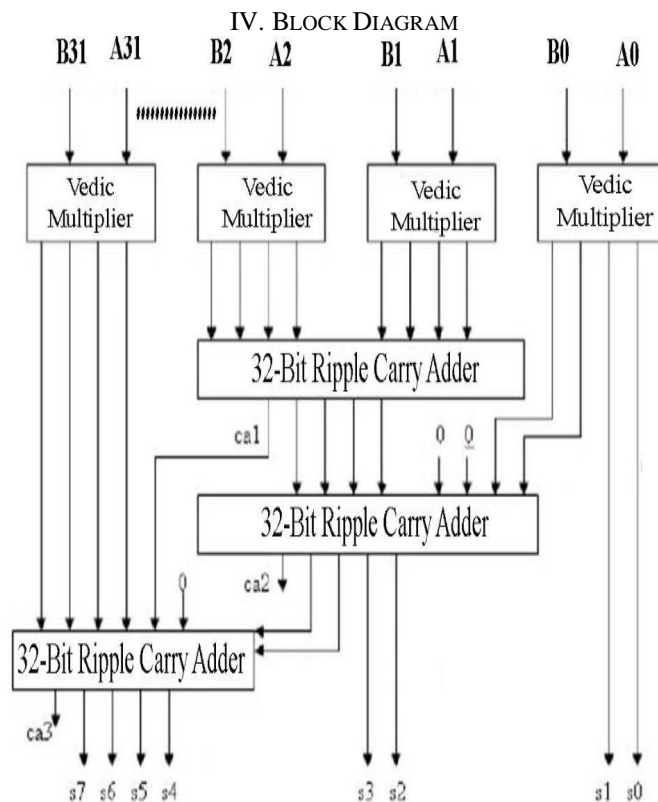 IV. BLOCK DIAGRAM
B31 A31 B2 A2 B1 A1 B0 A0
Vedic Multiplier
Vedic Multiplier
Vedic Multiplier
Vedic Multiplier
32-Bit Ripple Carry Adder
ca1 0 0
32-Bit Ripple Carry Adder
ca2
0
32-Bit Ripple Carry Adder
ca3
s7 s6 s5 s4 s3 s2 s1 s0